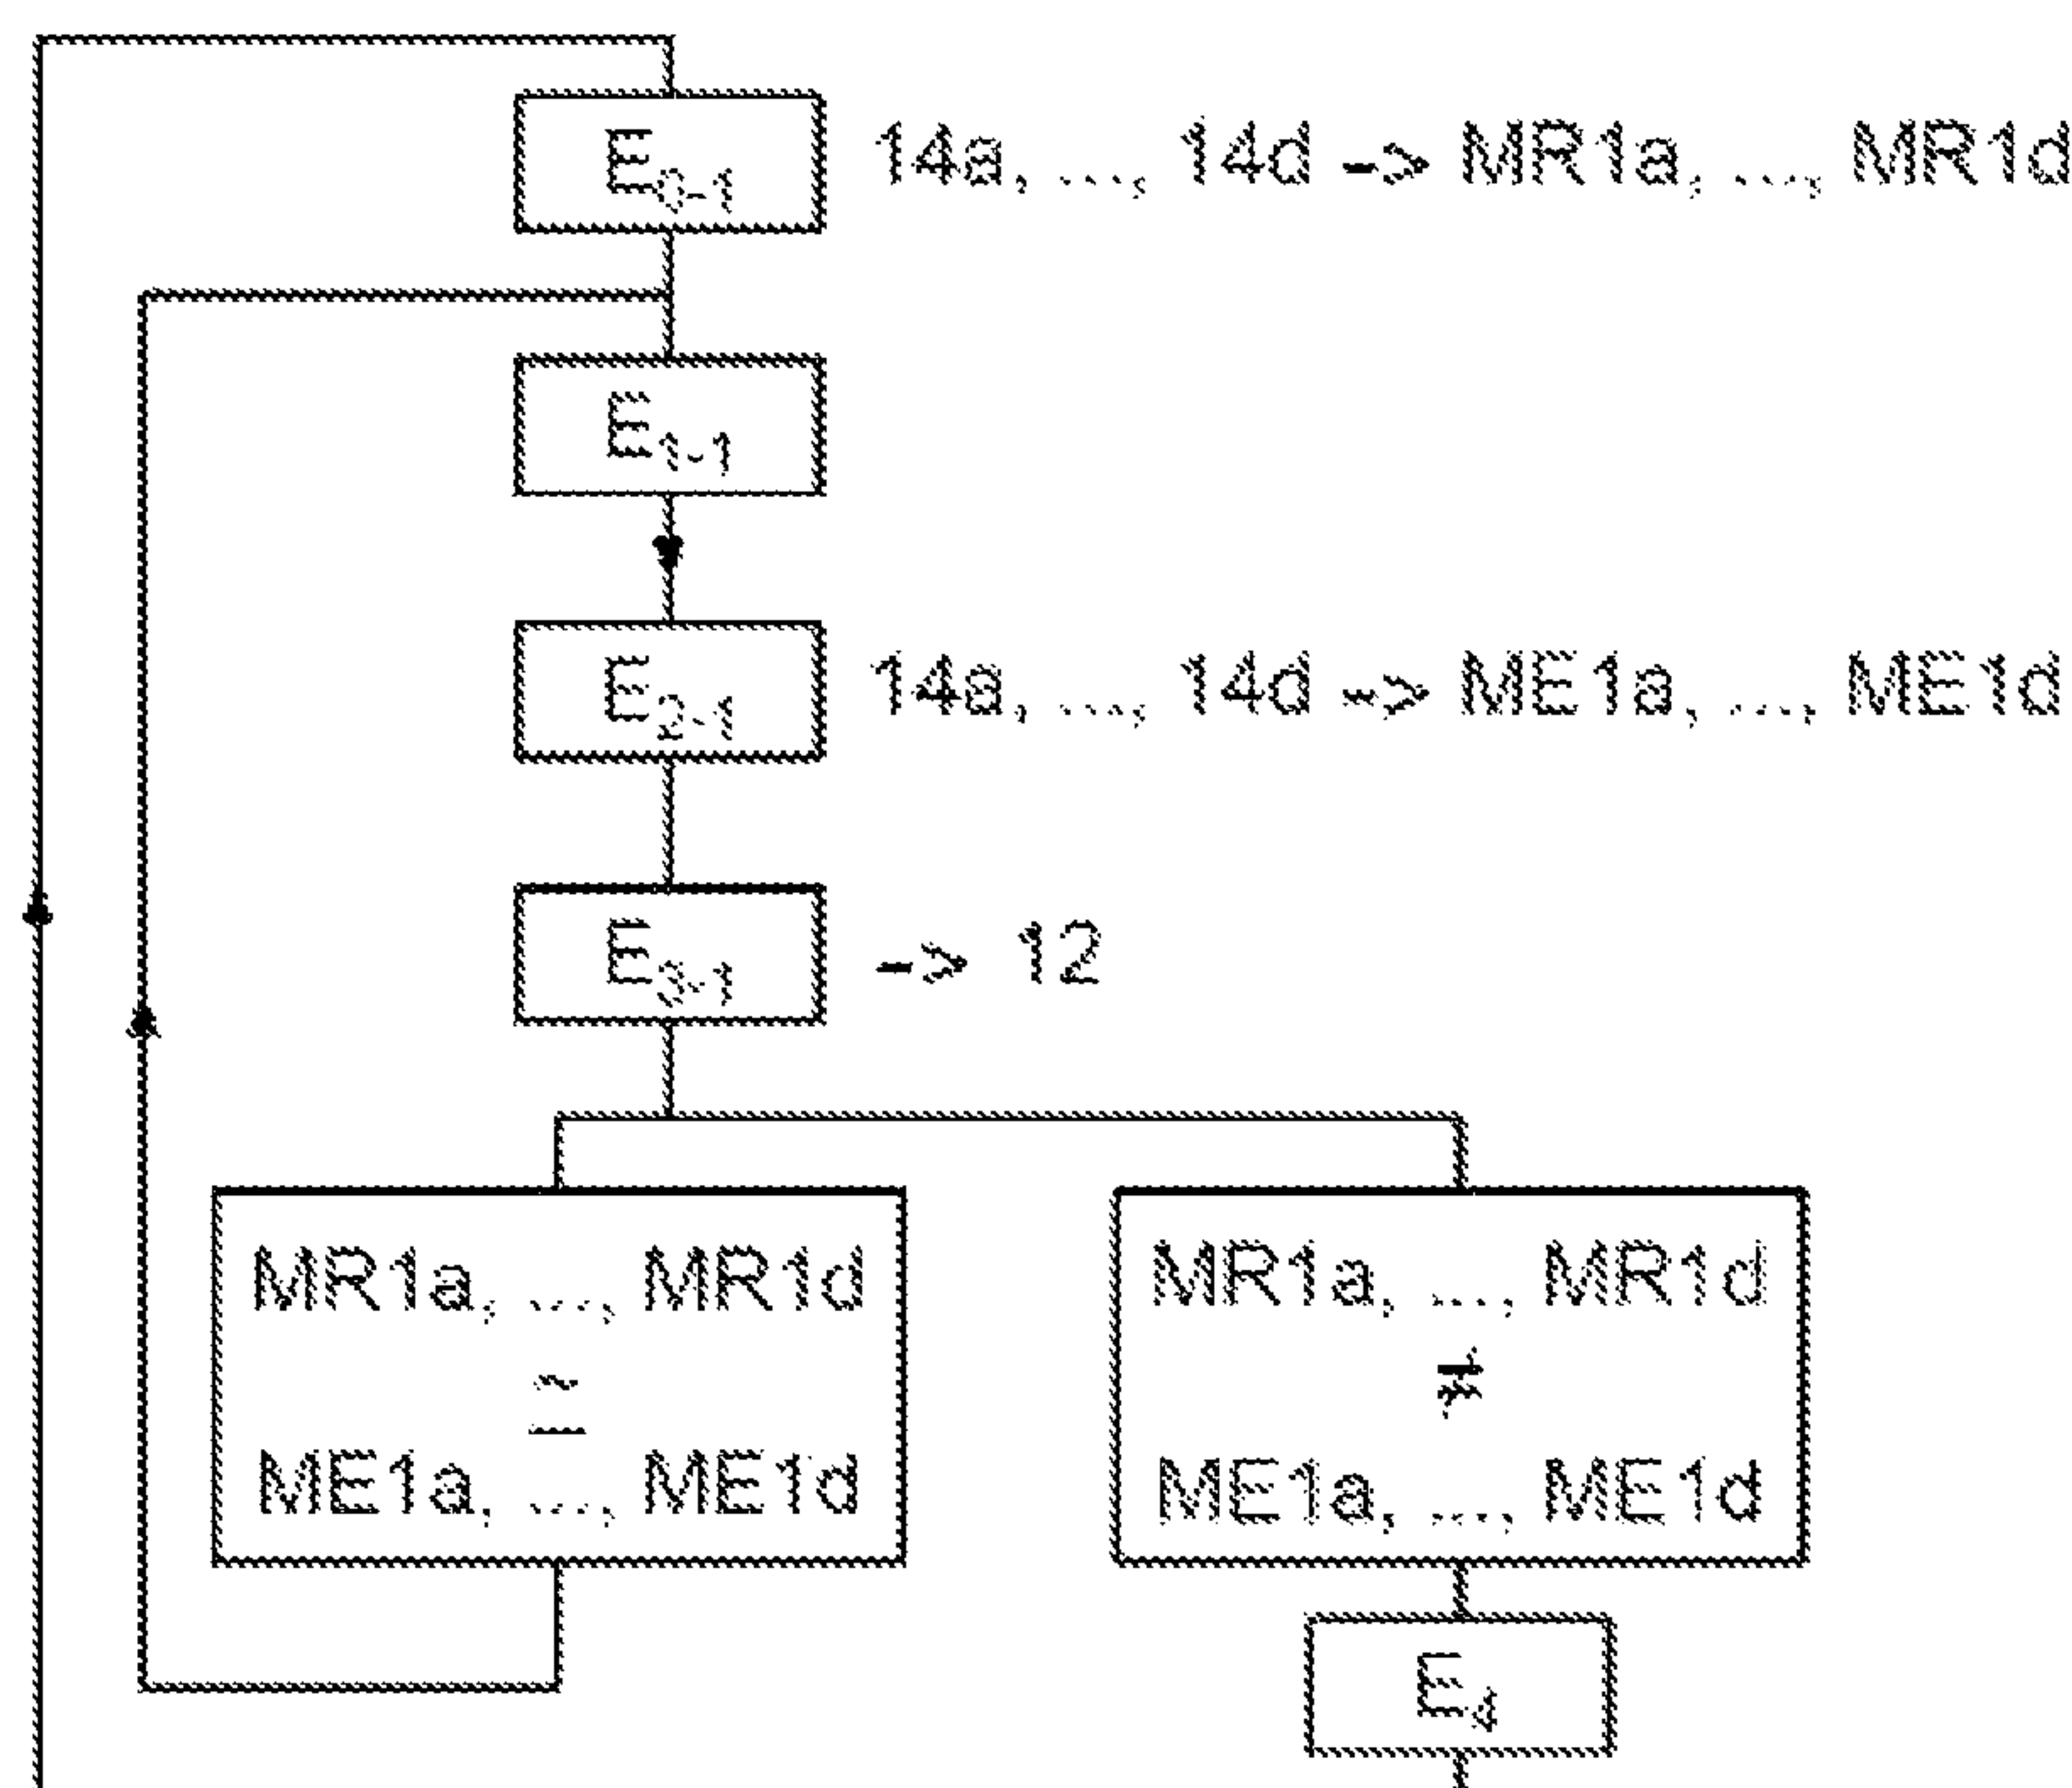 E0-1 14a, ..., 14d -> MR1a, ..., MR1d
E1-1
E2-1 14a, ..., 14d -> ME1a, ..., ME1d
E3-1 -> 12
MR1a, ..., MR1d
≃
ME1a, ..., ME1d
MR1a, ..., MR1d
≠
ME1a, ..., ME1d
E4